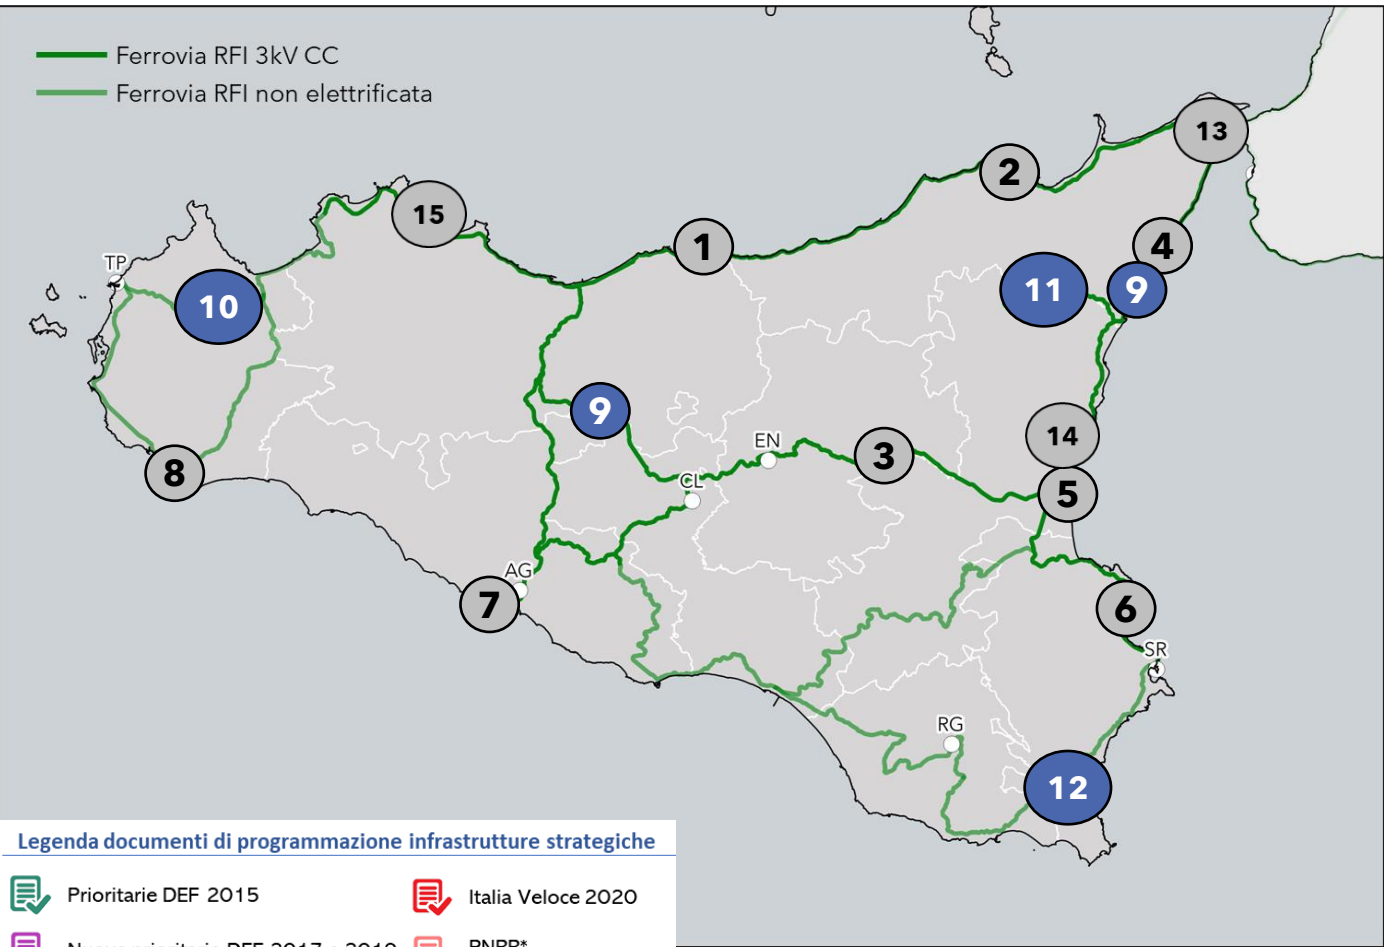 Ferrovia RFI 3kV CC
Ferrovia RFI non elettrificata
13
2
15
1
4
TP
10
11
9
9
EN
3
14
CL
5
8
AG
7
6
SR
RG
12
Legenda documenti di programmazione infrastrutture strategiche
Prioritarie DEF 2015
Italia Veloce 2020
PNRR*